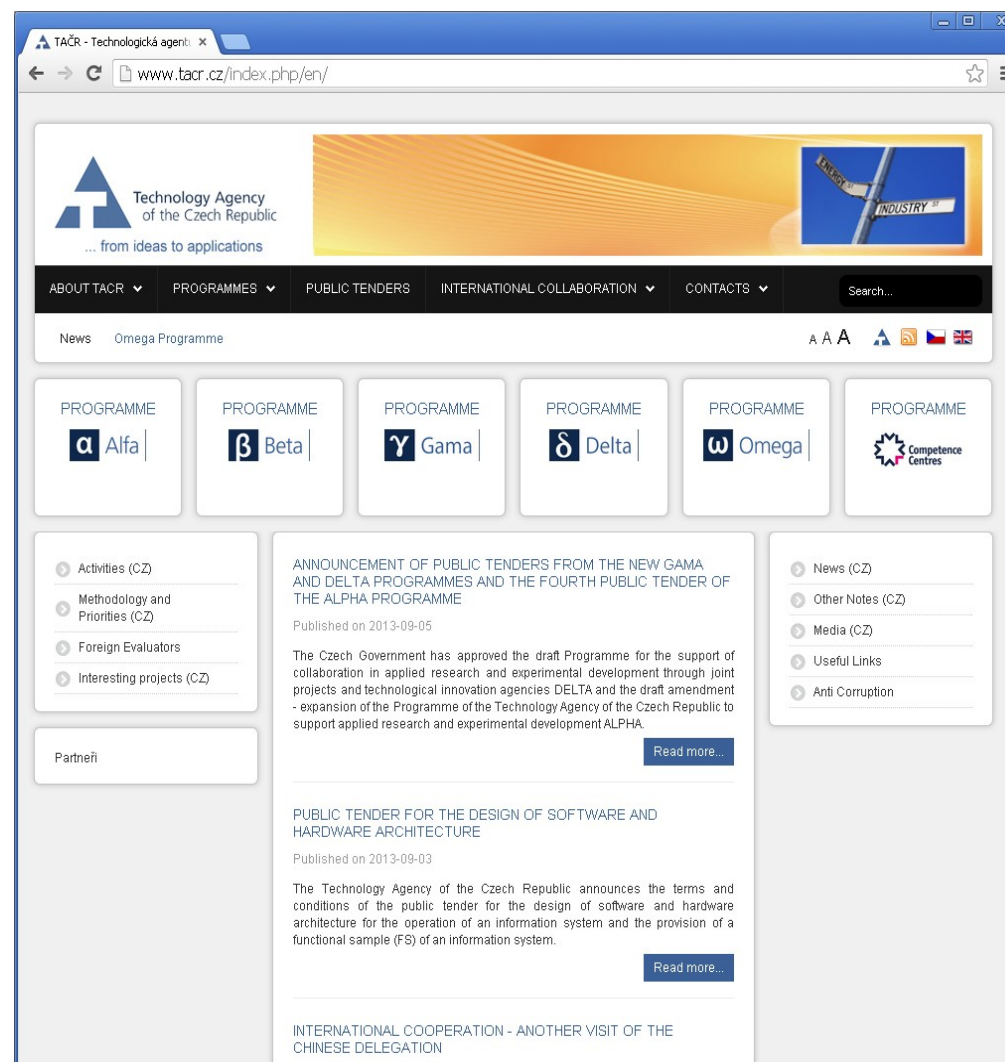 TAČR - Technologická agent
www.tacr.cz/index.php/en/
Technology Agency
of the Czech Republic
... from ideas to applications
ENERGY ST
INDUSTRY ST
ABOUT TACR
PROGRAMMES
PUBLIC TENDERS
INTERNATIONAL COLLABORATION
CONTACTS
Search...
News
Omega Programme
A A A
PROGRAMME
α Alfa
PROGRAMME
β Beta
PROGRAMME
γ Gama
PROGRAMME
δ Delta
PROGRAMME
ω Omega
PROGRAMME
Competence
Centres
Activities (CZ)
Methodology and
Priorities (CZ)
Foreign Evaluators
Interesting projects (CZ)
Partneři
ANNOUNCEMENT OF PUBLIC TENDERS FROM THE NEW GAMA
AND DELTA PROGRAMMES AND THE FOURTH PUBLIC TENDER OF
THE ALPHA PROGRAMME
Published on 2013-09-05
The Czech Government has approved the draft Programme for the support of
collaboration in applied research and experimental development through joint
projects and technological innovation agencies DELTA and the draft amendment
- expansion of the Programme of the Technology Agency of the Czech Republic to
support applied research and experimental development ALPHA.
Read more...
PUBLIC TENDER FOR THE DESIGN OF SOFTWARE AND
HARDWARE ARCHITECTURE
Published on 2013-09-03
The Technology Agency of the Czech Republic announces the terms and
conditions of the public tender for the design of software and hardware
architecture for the operation of an information system and the provision of a
functional sample (FS) of an information system.
Read more...
INTERNATIONAL COOPERATION - ANOTHER VISIT OF THE
CHINESE DELEGATION
News (CZ)
Other Notes (CZ)
Media (CZ)
Useful Links
Anti Corruption